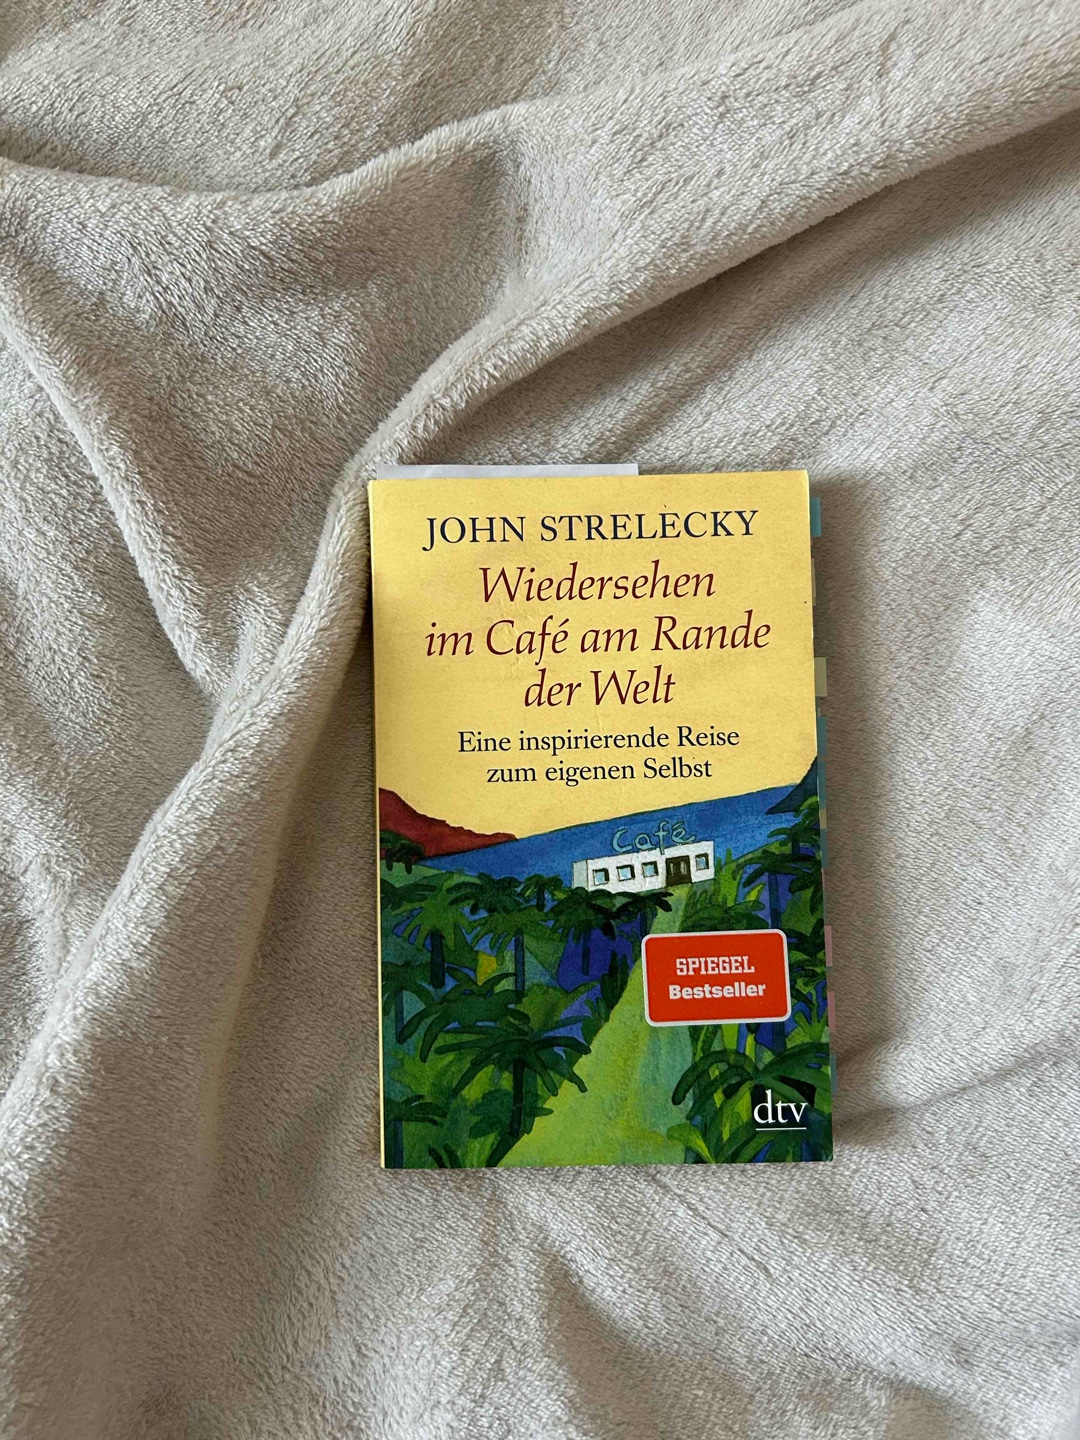 JOHN STRELECKY
Wiedersehen
im Café am Rande
der Welt
Eine inspirierende Reise
zum eigenen Selbst
Café
SPIEGEL
Bestseller
dtv